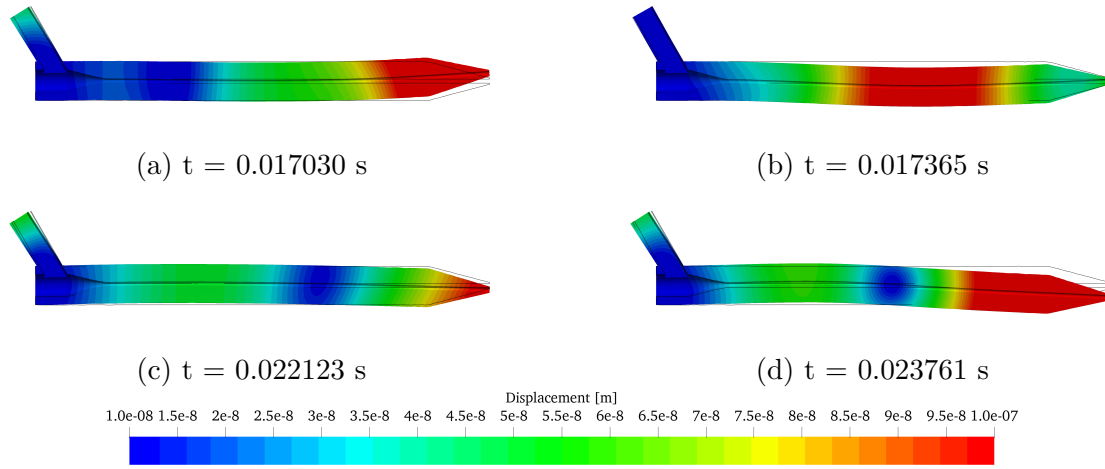 (a) t = 0.017030 s
(b) t = 0.017365 s
(c) t = 0.022123 s
(d) t = 0.023761 s
Displacement [m]
1.0e-08 1.5e-8 2e-8 2.5e-8 3e-8 3.5e-8 4e-8 4.5e-8 5e-8 5.5e-8 6e-8 6.5e-8 7e-8 7.5e-8 8e-8 8.5e-8 9e-8 9.5e-8 1.0e-07